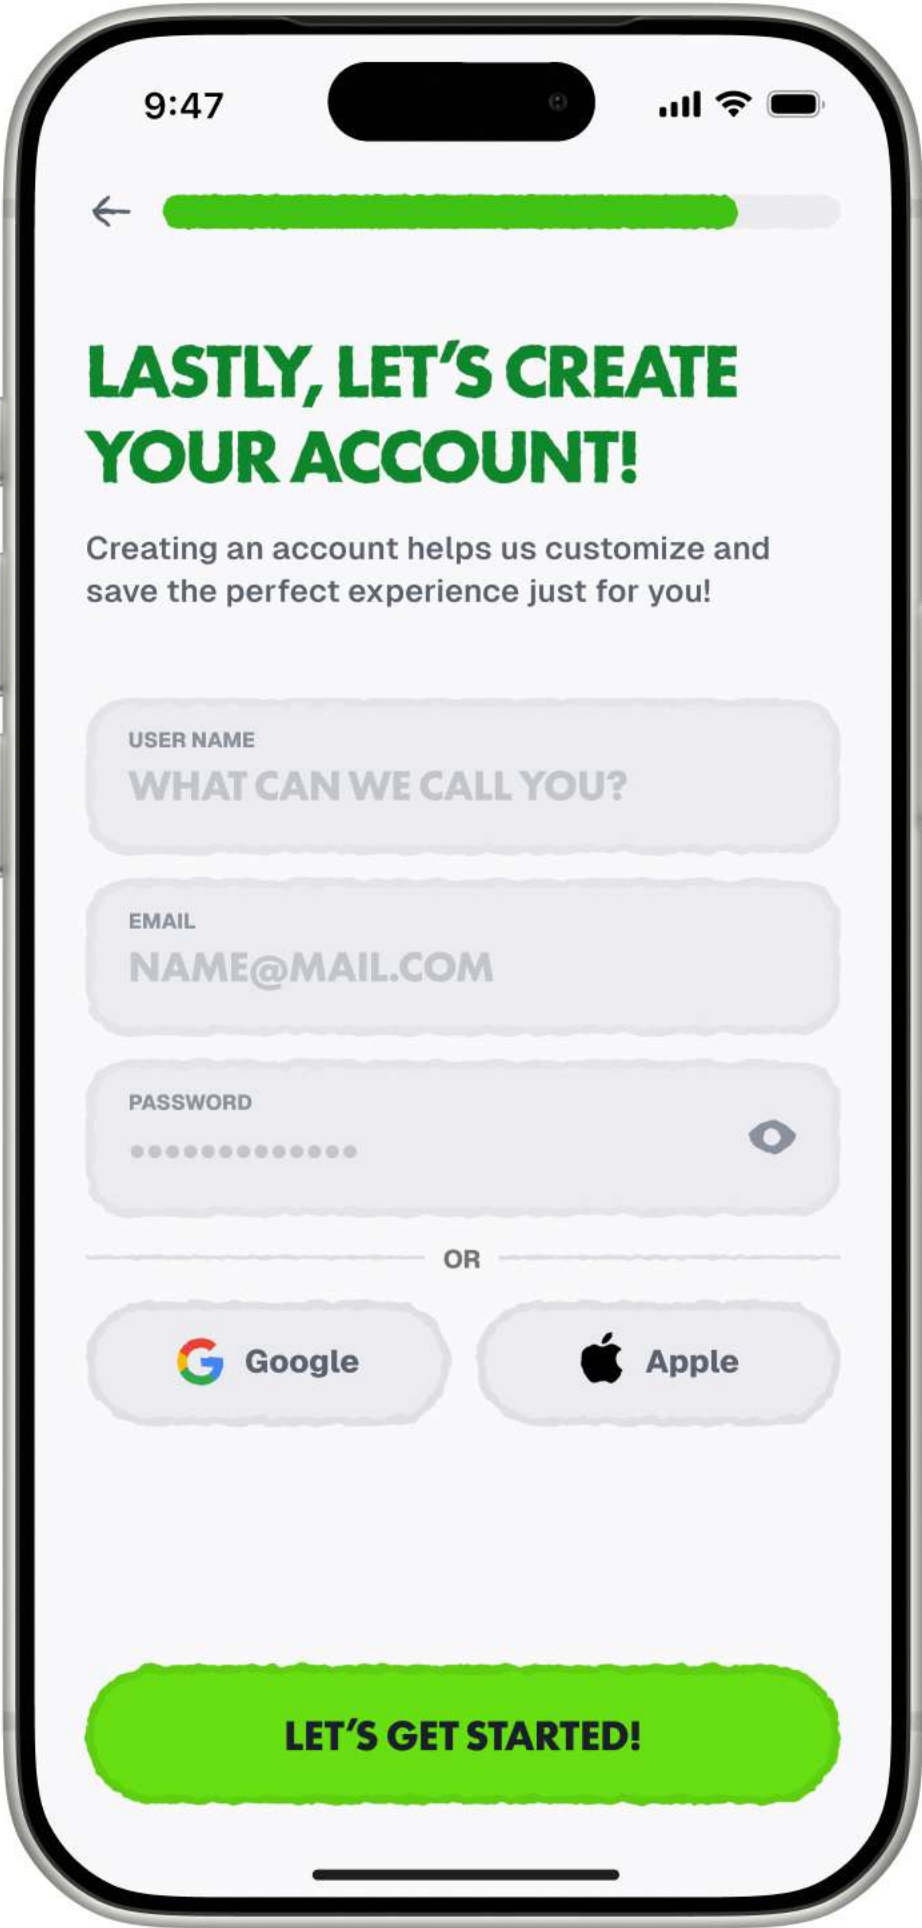 9:47
LASTLY, LET’S CREATE
YOUR ACCOUNT!
Creating an account helps us customize and
save the perfect experience just for you!
USER NAME
WHAT CAN WE CALL YOU?
EMAIL
NAME@MAIL.COM
PASSWORD
•••••••••••••
OR
Google
Apple
LET’S GET STARTED!